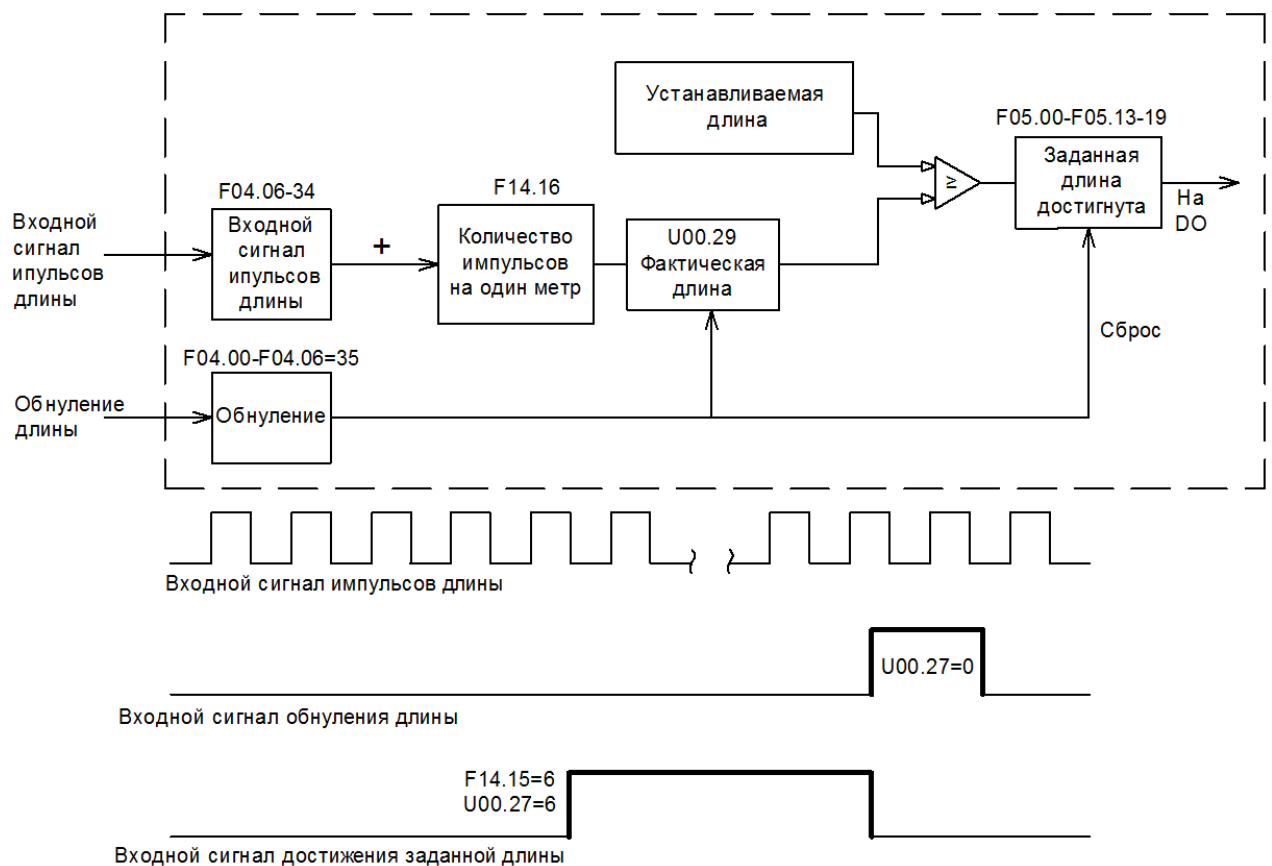 Устанавливаемая
длина
F05.00-F05.13-19
Заданная
длина
достигнута
На
DO
≥
F04.06-34
Входной
сигнал
ипульсов
длины
Входной
сигнал
ипульсов
длины
+
F14.16
Количество
импульсов
на один метр
U00.29
Фактическая
длина
Сброс
F04.00-F04.06=35
Обнуление
длины
Обнуление
Входной сигнал импульсов длины
U00.27=0
Входной сигнал обнуления длины
F14.15=6
U00.27=6
Входной сигнал достижения заданной длины